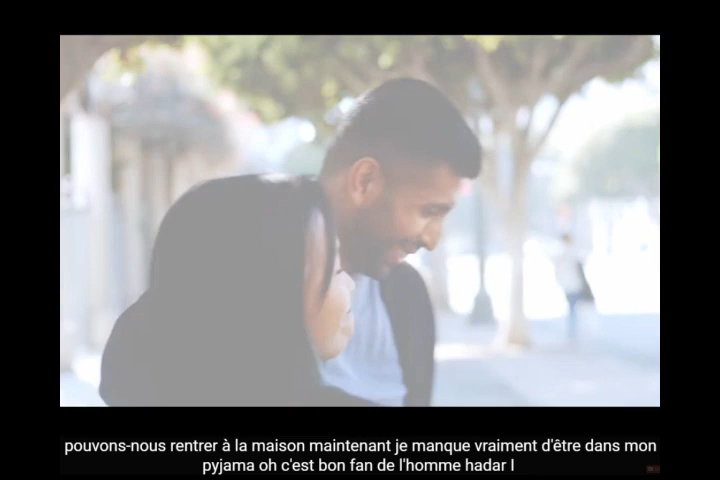 pouvons-nous rentrer à la maison maintenant je manque vraiment d'être dans mon
pyjama oh c'est bon fan de l'homme hadar I